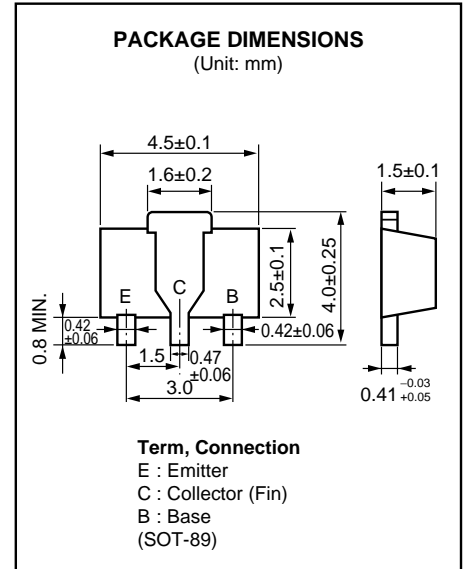 PACKAGE DIMENSIONS
(Unit: mm)
4.5±0.1
1.6±0.2
1.5±0.1
C
E
B
2.5±0.1
4.0±0.25
0.8 MIN.
0.42
±0.06
0.42±0.06
1.5
0.47
±0.06
3.0
0.41 −0.03
+0.05
Term, Connection
E : Emitter
C : Collector (Fin)
B : Base
(SOT-89)